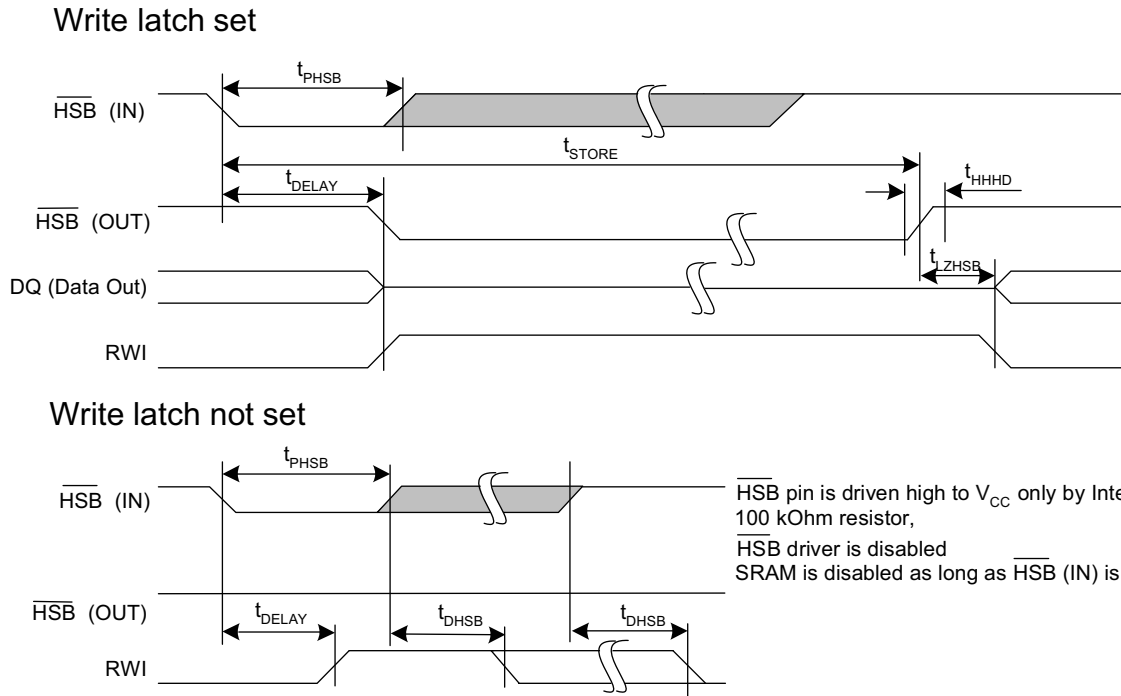 Write latch set
tPHSB
HSB (IN)
tSTORE
tDELAY
tHHHD
HSB (OUT)
tLZHSB
DQ (Data Out)
RWI
Write latch not set
tPHSB
HSB (IN)
HSB pin is driven high to VCC only by
100 kOhm resistor,
HSB driver is disabled
SRAM is disabled as long as HSB (IN) is
HSB (OUT)
tDELAY
tDHSB
tDHSB
RWI